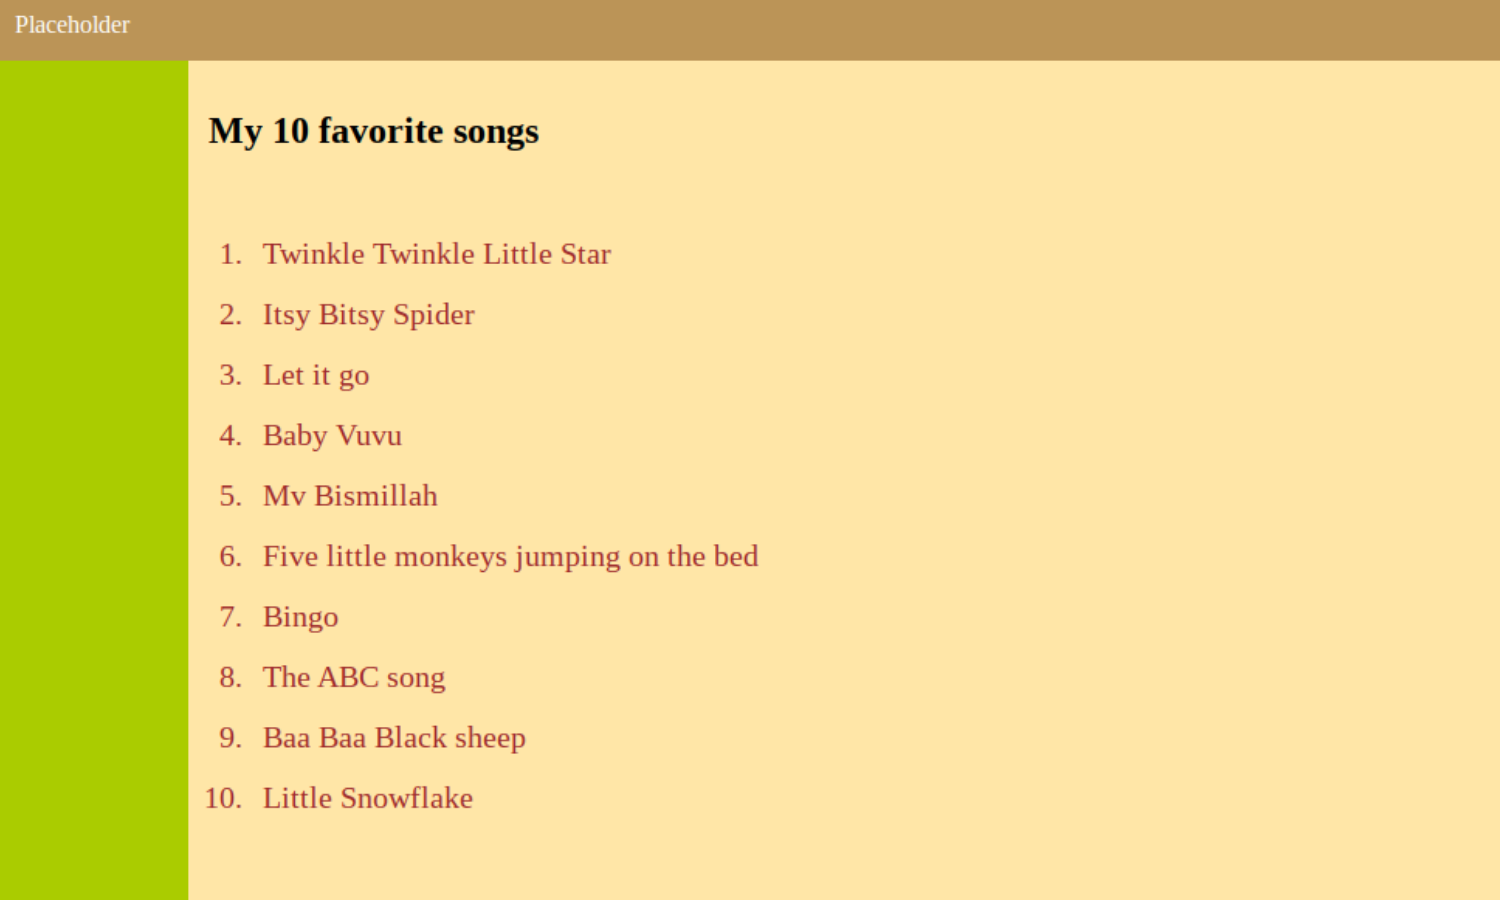 Placeholder
My 10 favorite songs
1. Twinkle Twinkle Little Star
2. Itsy Bitsy Spider
3. Let it go
4. Baby Vuvu
5. Mv Bismillah
6. Five little monkeys jumping on the bed
7. Bingo
8. The ABC song
9. Baa Baa Black sheep
10. Little Snowflake